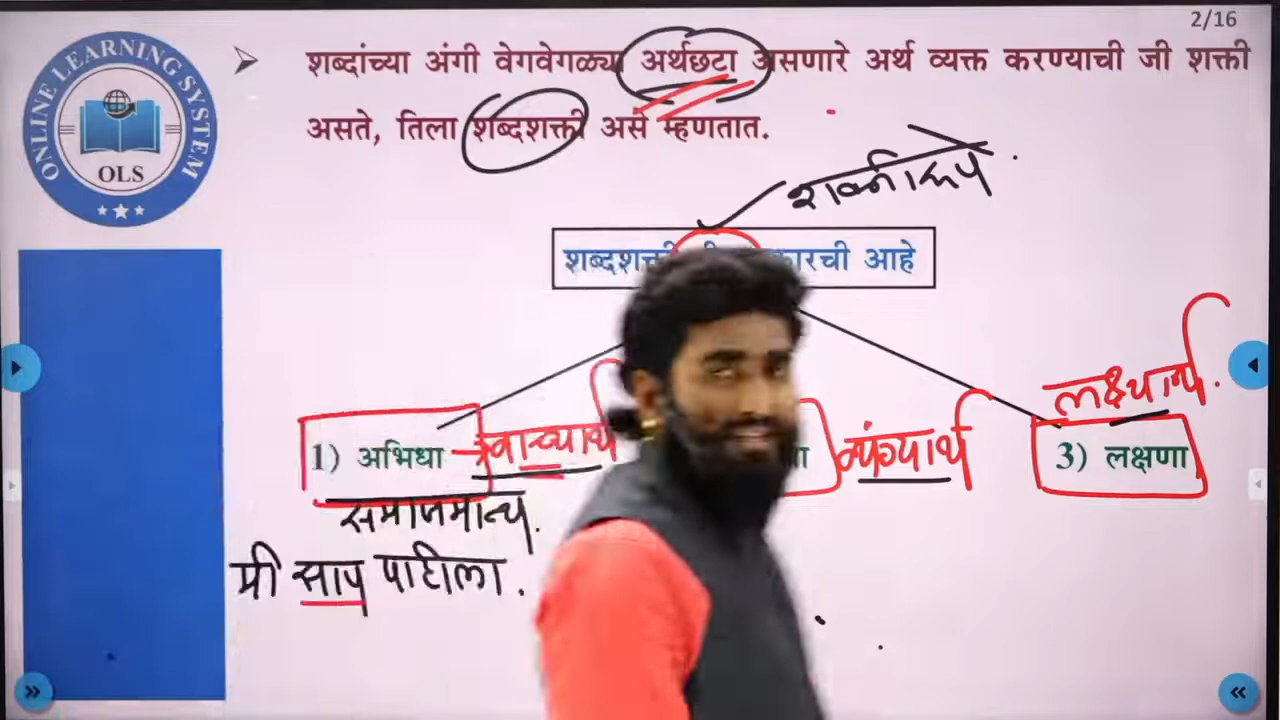 2/16
ONLINE LEARNING SYSTEM
OLS
शब्दांच्या अंगी वेगवेगळ्या अर्थछटा असणारे अर्थ व्यक्त करण्याची जी शक्ती
असते, तिला शब्दशक्ती असे म्हणतात.
शब्दशक्ती कारची आहे
लक्ष्यार्थ.
1) अभिधा वाच्यार्थ
व्यंग्यार्थ
3) लक्षणा
समाजमान्य.
मी साप पाहीला.